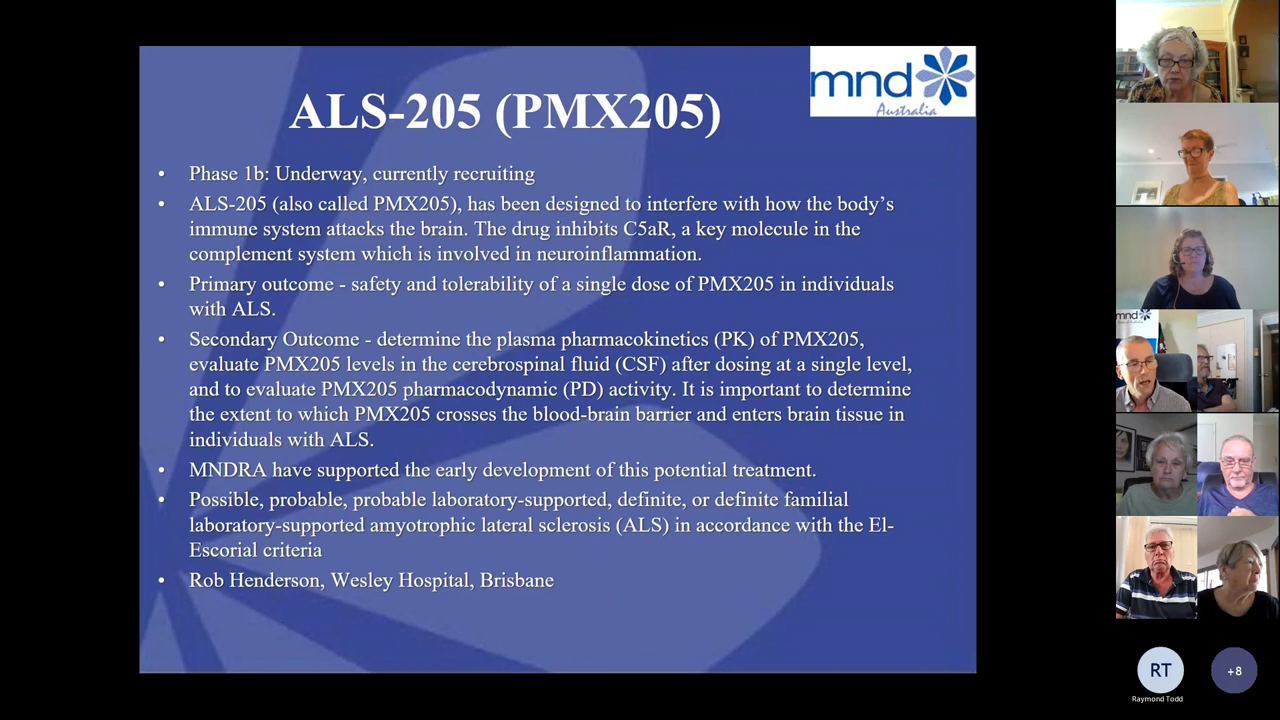 mnd
Australia
ALS-205 (PMX205)
• Phase 1b: Underway, currently recruiting
• ALS-205 (also called PMX205), has been designed to interfere with how the body’s
immune system attacks the brain. The drug inhibits C5aR, a key molecule in the
complement system which is involved in neuroinflammation.
• Primary outcome - safety and tolerability of a single dose of PMX205 in individuals
with ALS.
• Secondary Outcome - determine the plasma pharmacokinetics (PK) of PMX205,
evaluate PMX205 levels in the cerebrospinal fluid (CSF) after dosing at a single level,
and to evaluate PMX205 pharmacodynamic (PD) activity. It is important to determine
the extent to which PMX205 crosses the blood-brain barrier and enters brain tissue in
individuals with ALS.
• MNDRA have supported the early development of this potential treatment.
• Possible, probable, probable laboratory-supported, definite, or definite familial
laboratory-supported amyotrophic lateral sclerosis (ALS) in accordance with the El-
Escorial criteria
• Rob Henderson, Wesley Hospital, Brisbane
mnd
RT
+8
Raymond Todd